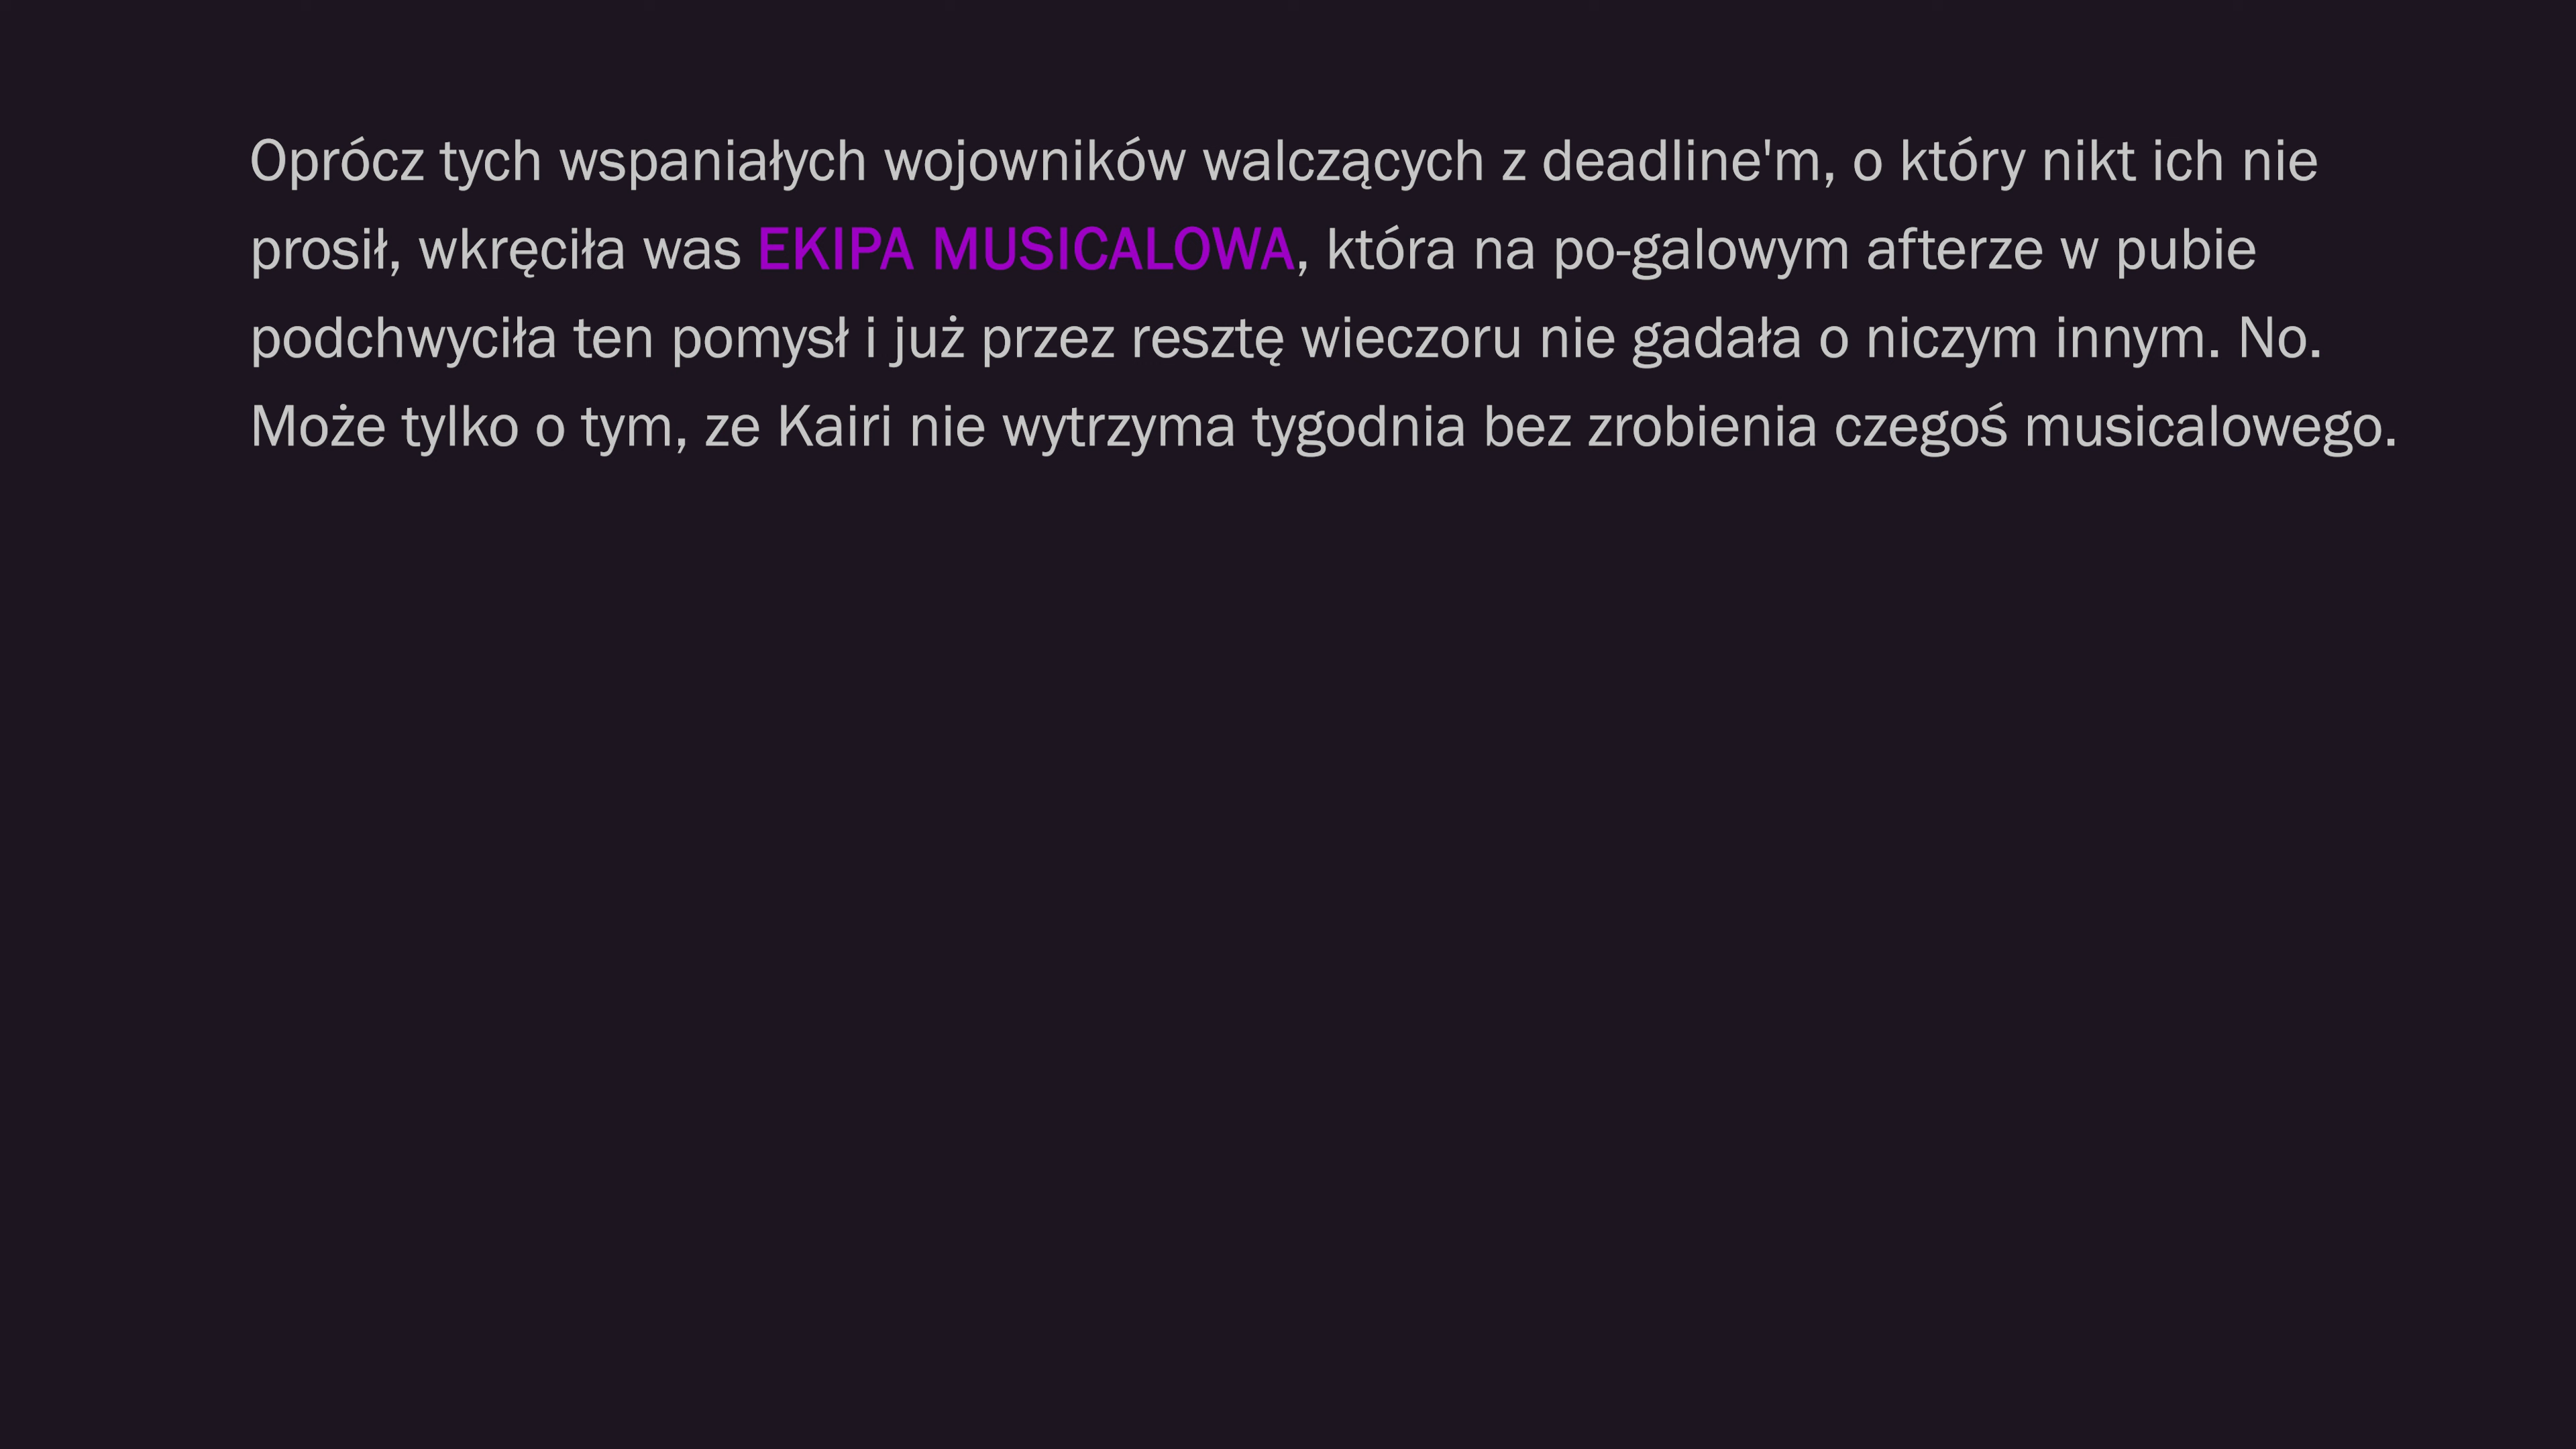 Oprócz tych wspaniałych wojowników walczących z deadline'm, o który nikt ich nie
prosił, wkręciła was EKIPA MUSICALOWA, która na po-galowym afterze w pubie
podchwyciła ten pomysł i już przez resztę wieczoru nie gadała o niczym innym. No.
Może tylko o tym, ze Kairi nie wytrzyma tygodnia bez zrobienia czegoś musicalowego.